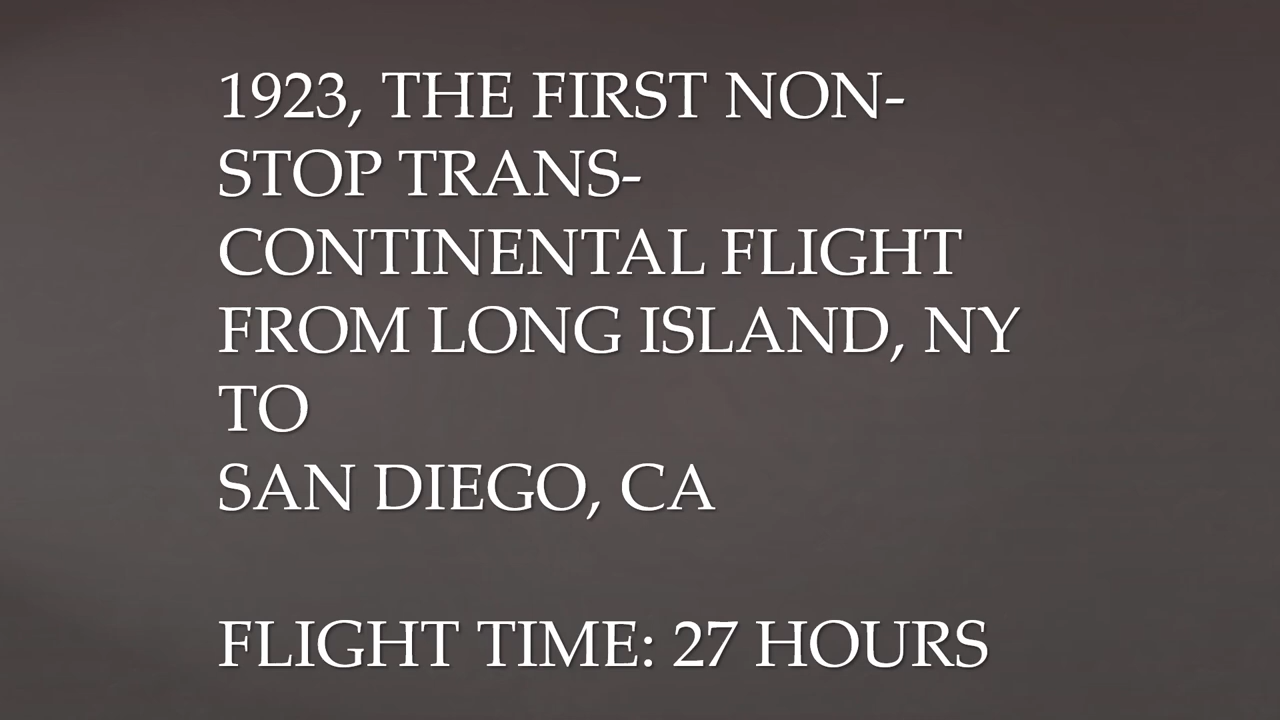 1923, THE FIRST NON-
STOP TRANS-
CONTINENTAL FLIGHT
FROM LONG ISLAND, NY
TO
SAN DIEGO, CA
FLIGHT TIME: 27 HOURS